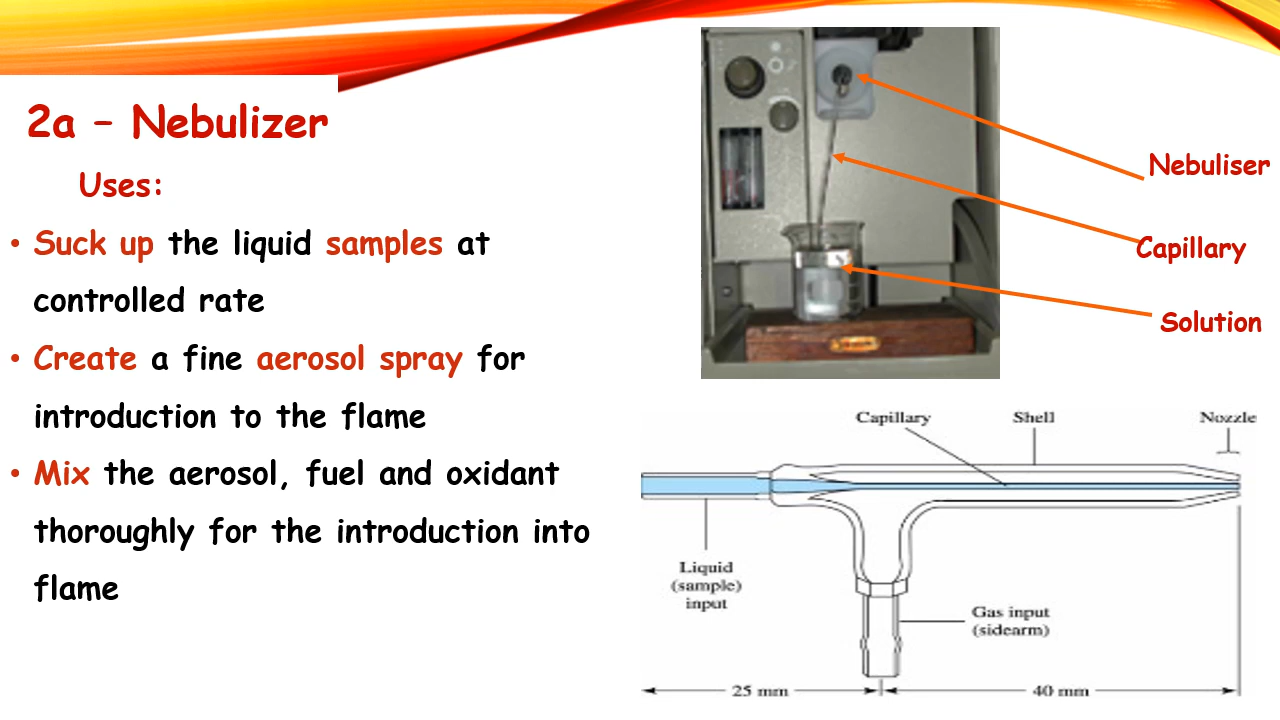 2a – Nebulizer
Uses:
• Suck up the liquid samples at
controlled rate
• Create a fine aerosol spray for
introduction to the flame
• Mix the aerosol, fuel and oxidant
thoroughly for the introduction into
flame
Nebuliser
Capillary
Solution
Capillary
Shell
Nozzle
Liquid
(sample)
input
Gas input
(sidearm)
25 mm
40 mm